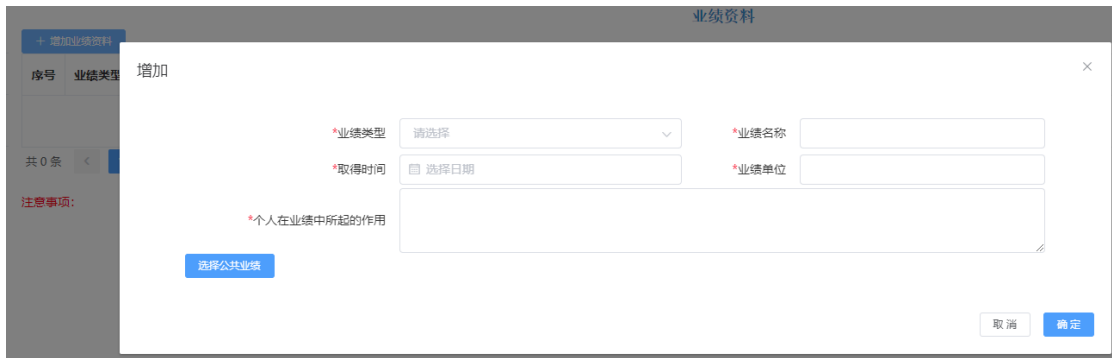 业绩资料
+ 增加业绩资料
序号 业绩类型
增加
*业绩类型 请选择 *业绩名称
*取得时间 选择日期 *业绩单位
共 0 条 <
注意事项:
*个人在业绩中所起的作用
选择公共业绩
取消 确定